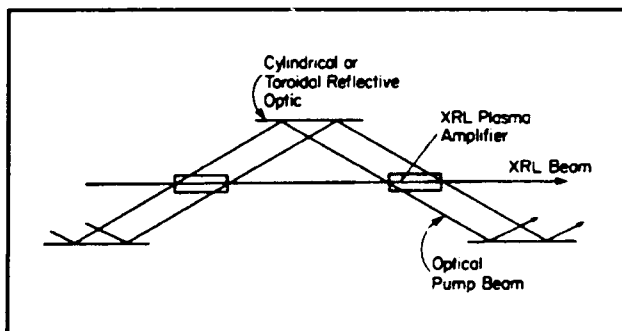 Cylindrical or
Toroidal Reflective
Optic
XRL Plasma
Amplifier
XRL Beam
Optical
Pump Beam